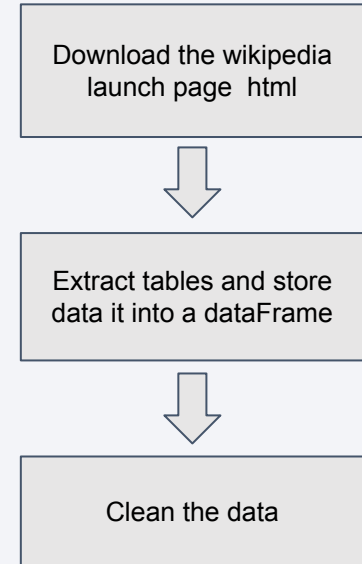 Download the wikipedia
launch page html
Extract tables and store
data it into a dataFrame
Clean the data